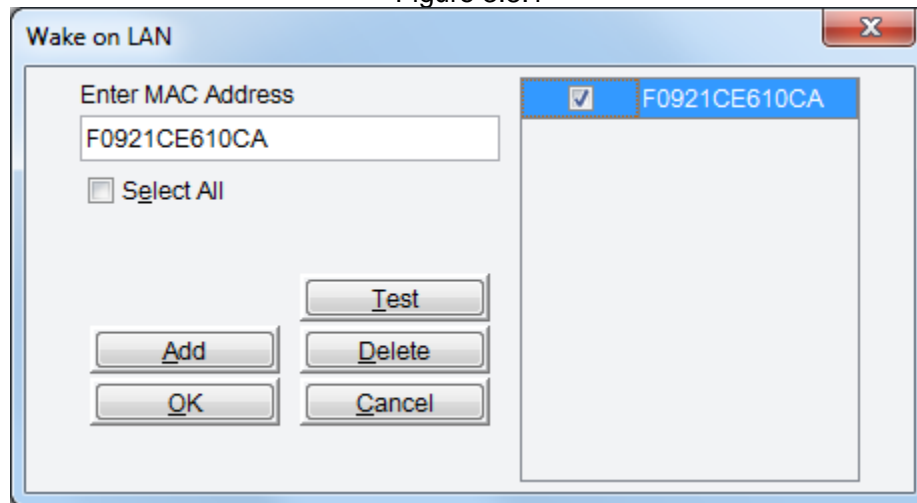 Wake on LAN
Enter MAC Address
F0921CE610CA
Select All
Test
Add
Delete
OK
Cancel
F0921CE610CA